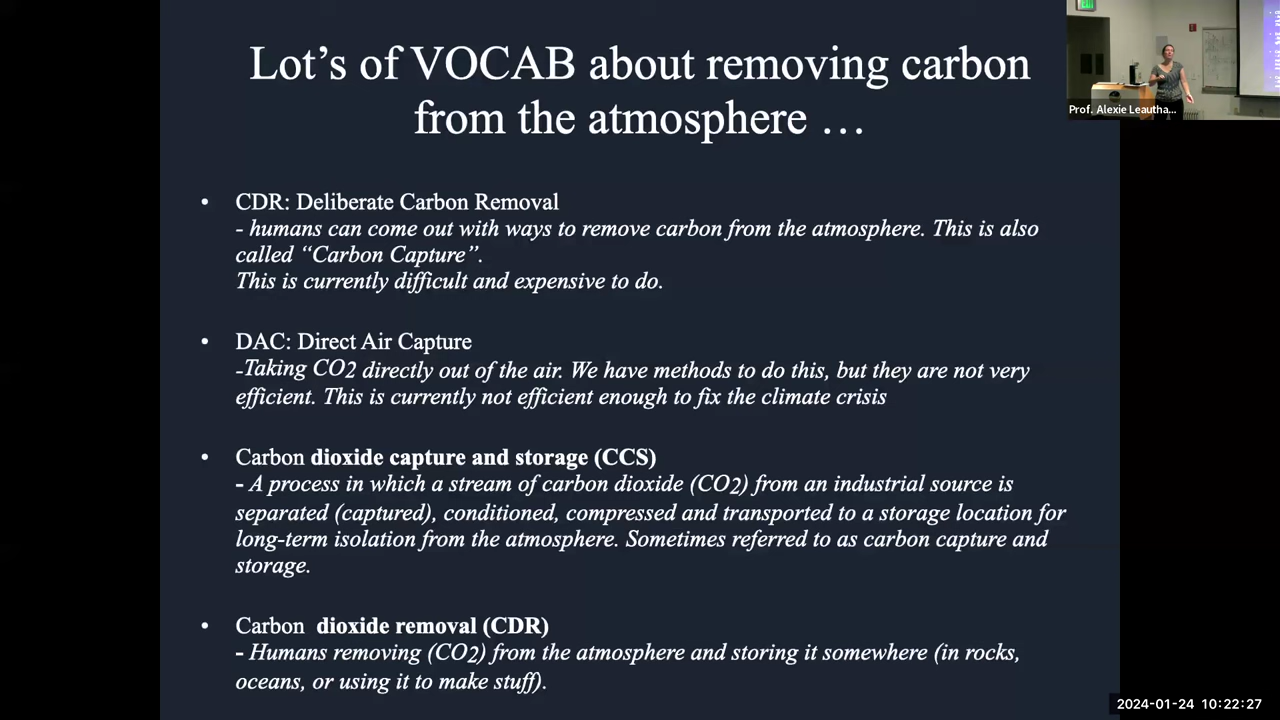 Lot's of VOCAB about removing carbon
from the atmosphere …
• CDR: Deliberate Carbon Removal
- humans can come out with ways to remove carbon from the atmosphere. This is also
called “Carbon Capture”.
This is currently difficult and expensive to do.
• DAC: Direct Air Capture
-Taking CO2 directly out of the air. We have methods to do this, but they are not very
efficient. This is currently not efficient enough to fix the climate crisis
• Carbon dioxide capture and storage (CCS)
- A process in which a stream of carbon dioxide (CO2) from an industrial source is
separated (captured), conditioned, compressed and transported to a storage location for
long-term isolation from the atmosphere. Sometimes referred to as carbon capture and
storage.
• Carbon dioxide removal (CDR)
- Humans removing (CO2) from the atmosphere and storing it somewhere (in rocks,
oceans, or using it to make stuff).
EXIT
Prof. Alexie Leautha...
2024-01-24 10:22:27